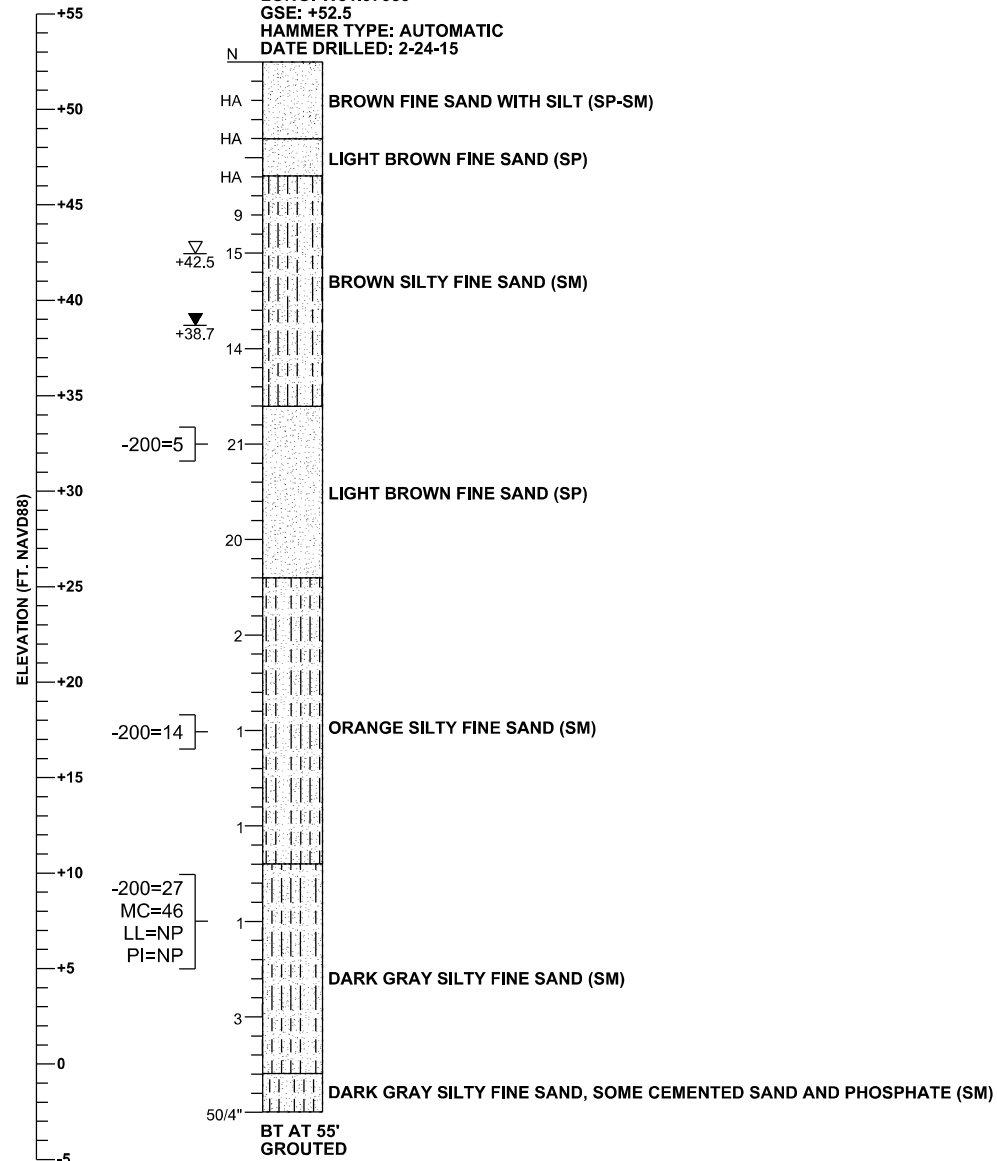 GSE: +52.5
HAMMER TYPE: AUTOMATIC
DATE DRILLED: 2-24-15
N
+55
+50
+45
+40
+35
+30
+25
+20
+15
+10
+5
0
-5
ELEVATION (FT. NAVD88)
HA
BROWN FINE SAND WITH SILT (SP-SM)
HA
LIGHT BROWN FINE SAND (SP)
HA
9
15
+42.5
BROWN SILTY FINE SAND (SM)
+38.7
14
-200=5
21
LIGHT BROWN FINE SAND (SP)
20
2
-200=14
1
ORANGE SILTY FINE SAND (SM)
1
-200=27
MC=46
LL=NP
PI=NP
1
DARK GRAY SILTY FINE SAND (SM)
3
DARK GRAY SILTY FINE SAND, SOME CEMENTED SAND AND PHOSPHATE (SM)
50/4"
BT AT 55'
GROUTED